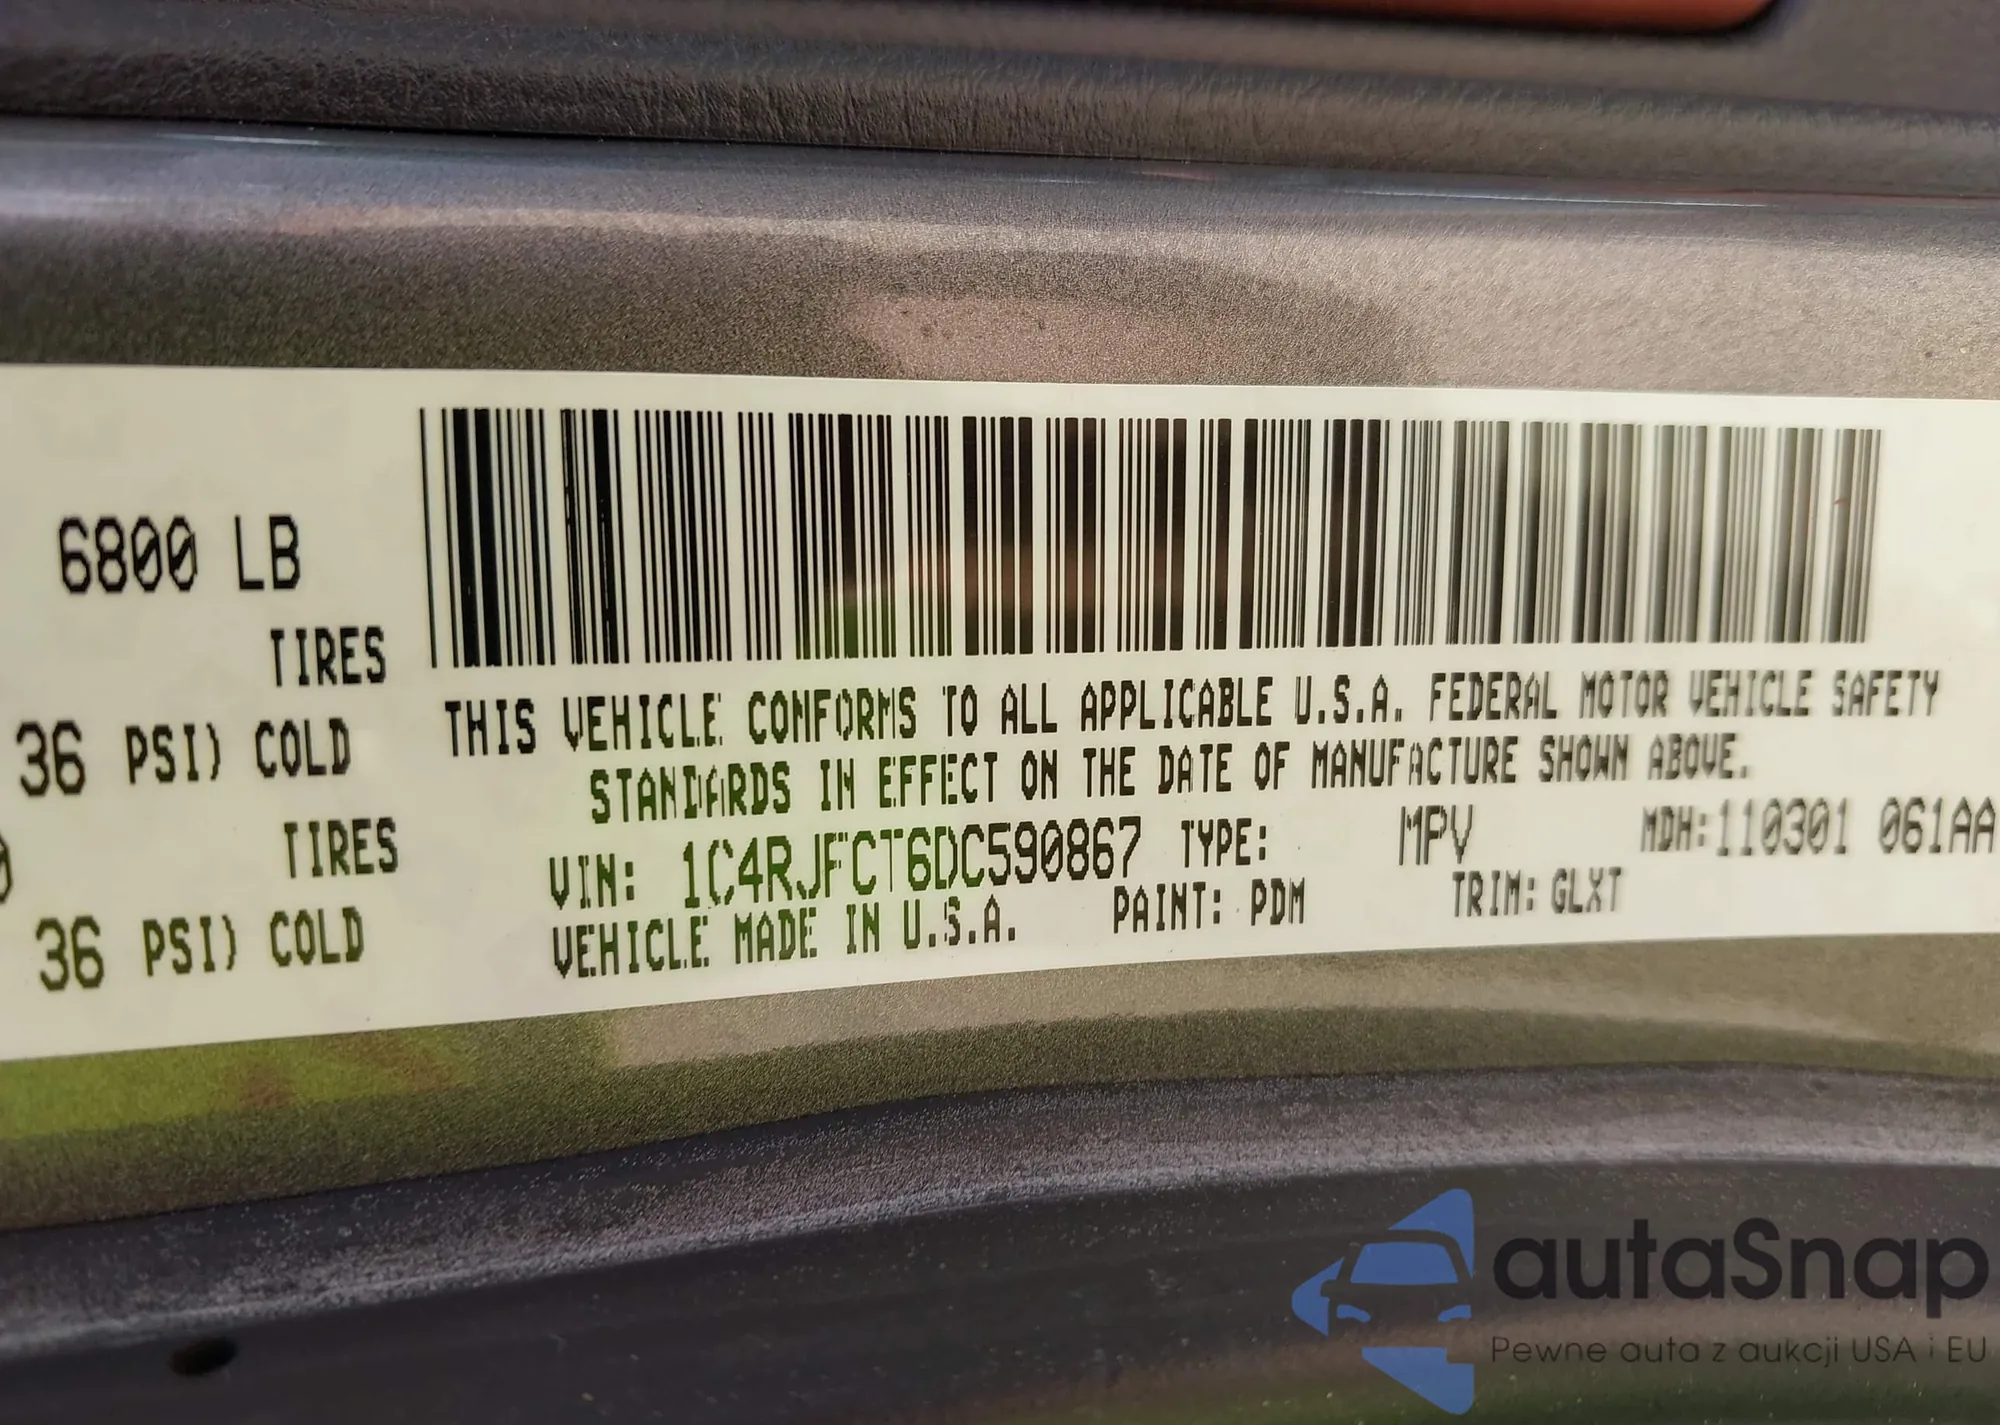 6800 LB
TIRES
36 PSI) COLD
TIRES
36 PSI) COLD
THIS VEHICLE CONFORMS TO ALL APPLICABLE U.S.A. FEDERAL MOTOR VEHICLE SAFETY
STANDARDS IN EFFECT ON THE DATE OF MANUFACTURE SHOWN ABOVE.
VIN: 1C4RJFCT6DC590867 TYPE: MPV MDH:110301 061AA
VEHICLE MADE IN U.S.A. PAINT: PDM TRIM: GLXT
autaSnap
Pewne auta z aukcji USA i EU